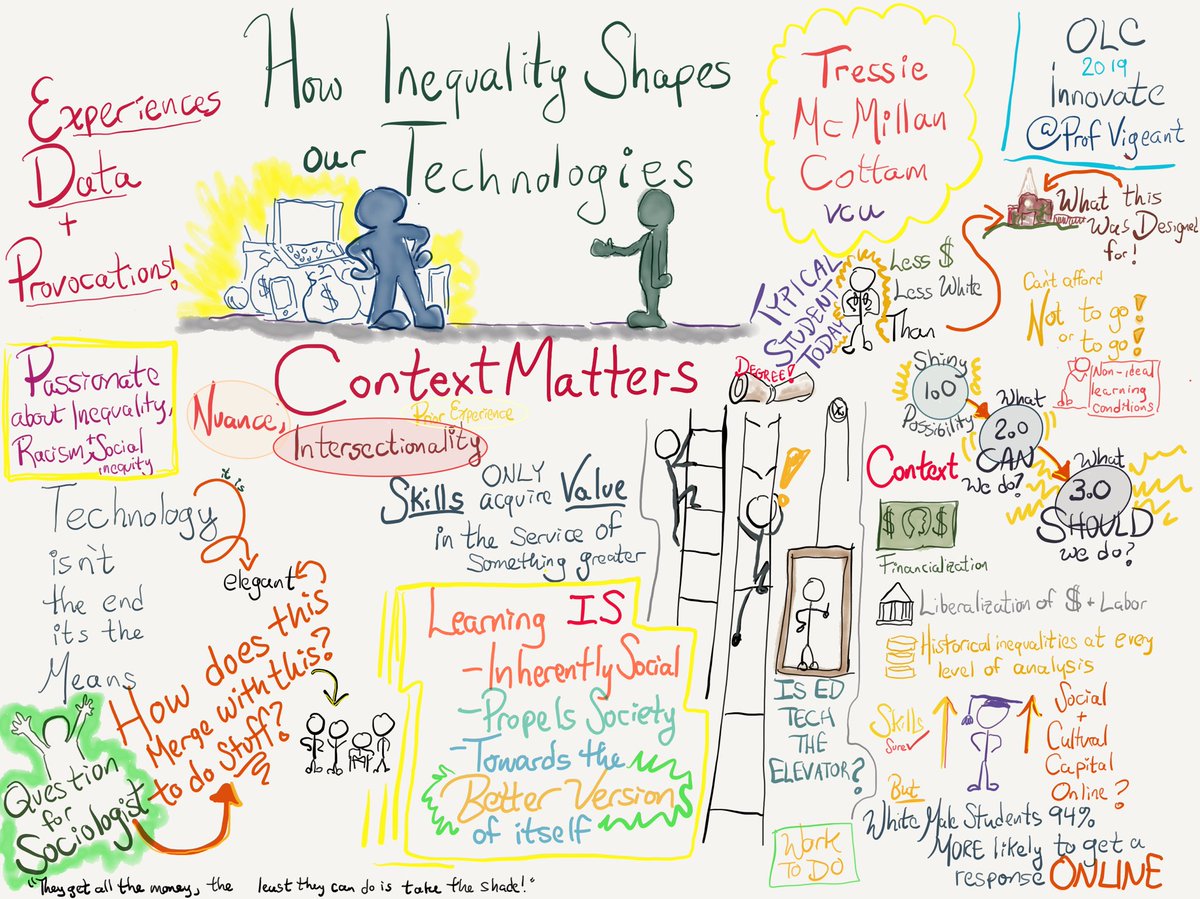 How Inequality Shapes
our Technologies
Experiences
Data
+
Provocations!
Tressie
McMillan
Cottam
VCU
OLC
2019
innovate
@ProfVigeant
What this
Was Designed
for!
TYPICAL
STUDENT
TODAY
Less $
Less White
Than
Can't afford
Not to go!
or
to go!
Non-ideal
learning
conditions
Passionate
about Inequality,
Racism + Social
inequity
Context Matters
Nuance,
Prior Experience
Intersectionality
DEGREE!
Shiny
1.0
Possibility
What
2.0
CAN
we do?
What
3.0
SHOULD
we do?
Skills ONLY acquire Value
in the Service of
Something greater
Technology
isn't
the end
its the
Means
it is
elegant
How does this
Merge with this?
to do Stuff?
Question
for
Sociologist
Learning IS
-Inherently Social
-Propels Society
-Towards the
Better Version
of itself
IS ED
TECH
THE
ELEVATOR?
Work
TO DO
Context
$ $
Financialization
Liberalization of $ + Labor
Historical inequalities at every
level of analysis
Skills
Sure
Social
+
Cultural
Capital
Online?
But
White Male Students 94%
MORE likely to get a
response ONLINE
"They get all the money, the least they can do is take the shade!"